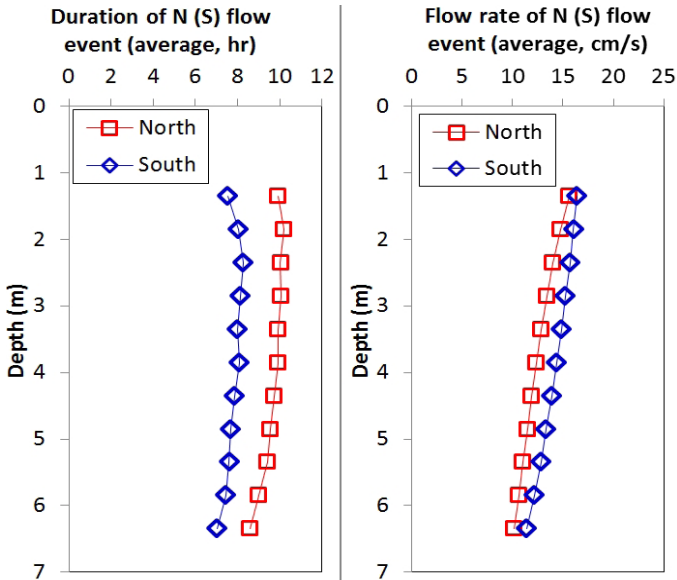 Duration of N (S) flow
event (average, hr)
0 2 4 6 8 10 12
0
1
2
3
4
5
6
7
Depth (m)
North
South
Flow rate of N (S) flow
event (average, cm/s)
0 5 10 15 20 25
0
1
2
3
4
5
6
7
Depth (m)
North
South